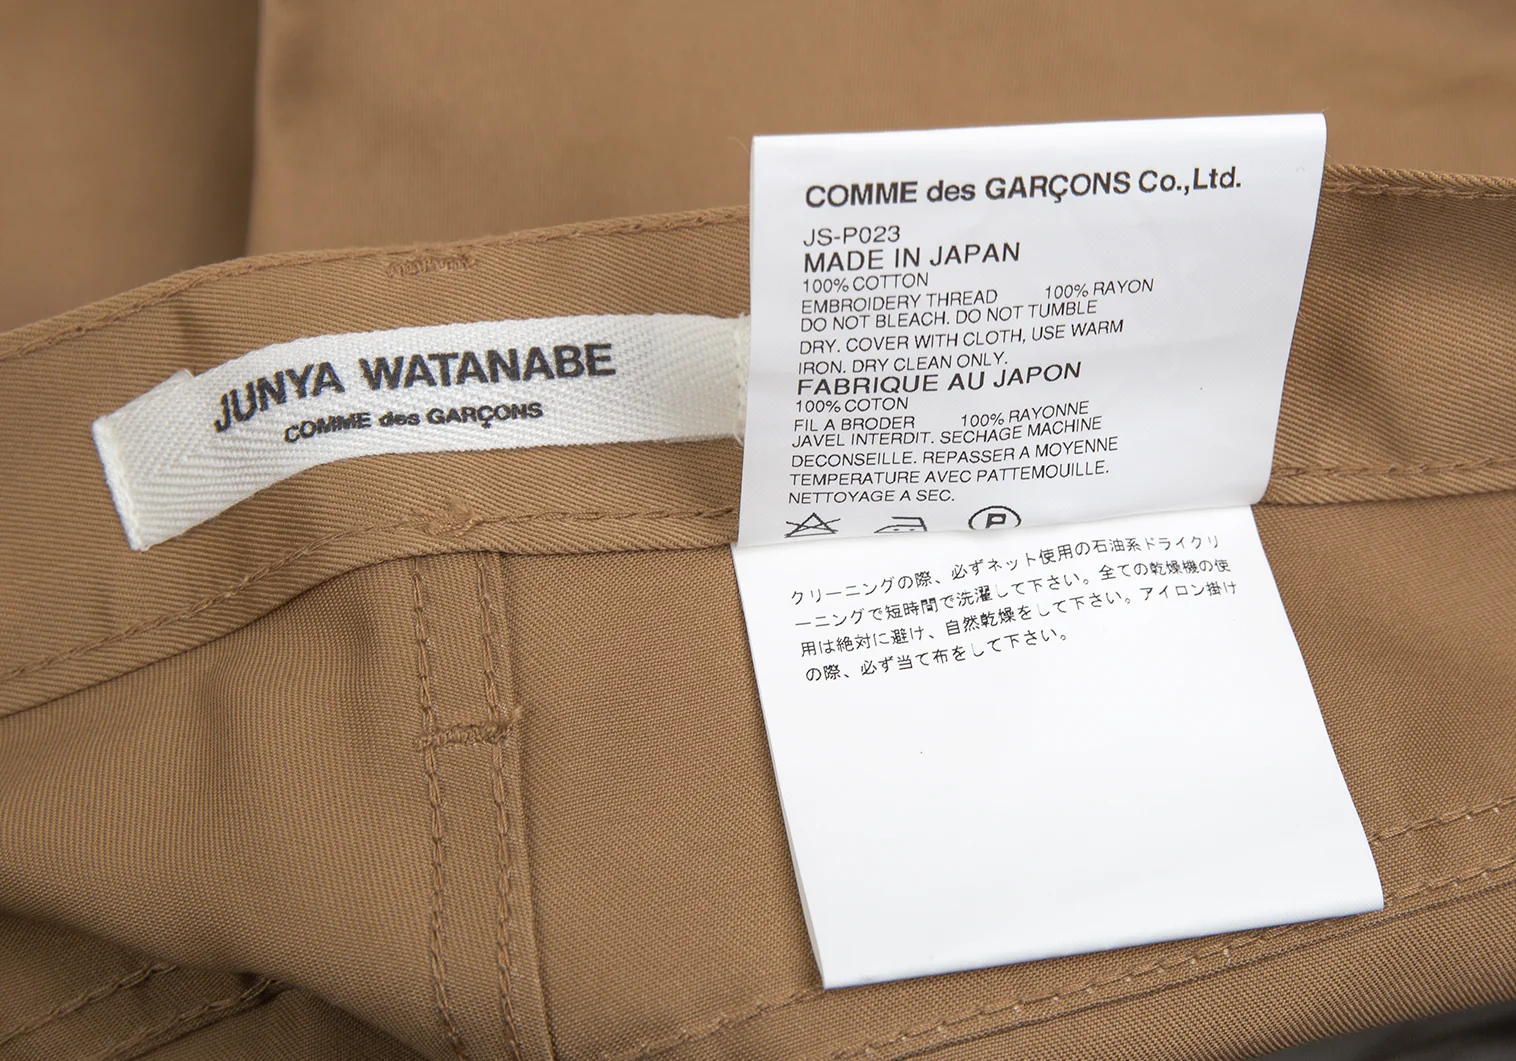 JUNYA WATANABE
COMME des GARÇONS
COMME des GARÇONS Co.,Ltd.
JS-P023
MADE IN JAPAN
100% COTTON
EMBROIDERY THREAD 100% RAYON
DO NOT BLEACH. DO NOT TUMBLE
DRY. COVER WITH CLOTH, USE WARM
IRON. DRY CLEAN ONLY.
FABRIQUE AU JAPON
100% COTON
FIL A BRODER 100% RAYONNE
JAVEL INTERDIT. SECHAGE MACHINE
DECONSEILLE. REPASSER A MOYENNE
TEMPERATURE AVEC PATTEMOUILLE.
NETTOYAGE A SEC.
P
クリーニングの際、必ずネット使用の石油系ドライクリ
ーニングで短時間で洗濯して下さい。全ての乾燥機の使
用は絶対に避け、自然乾燥をして下さい。アイロン掛け
の際、必ず当て布をして下さい。